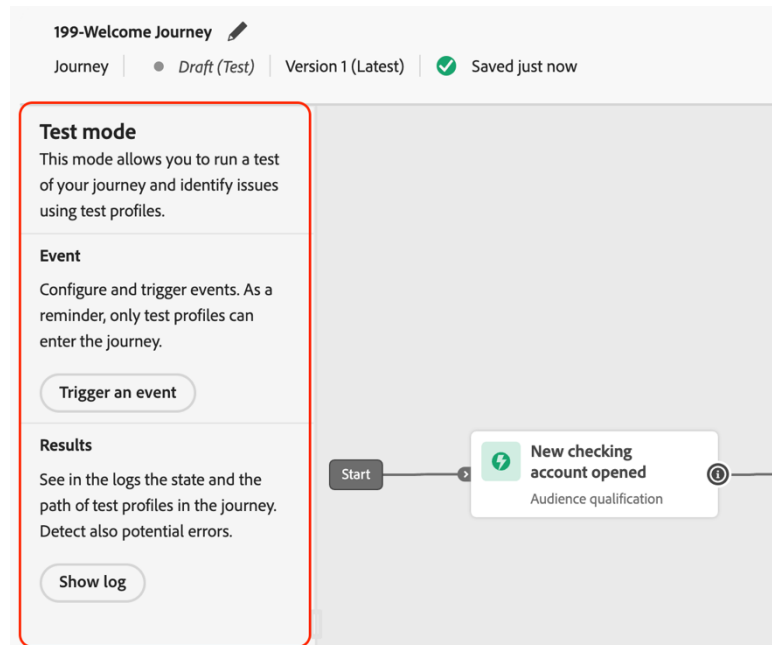 199-Welcome Journey
Journey Draft (Test) Version 1 (Latest) Saved just now
Test mode
This mode allows you to run a test
of your journey and identify issues
using test profiles.
Event
Configure and trigger events. As a
reminder, only test profiles can
enter the journey.
Trigger an event
Results
See in the logs the state and the
path of test profiles in the journey.
Detect also potential errors.
Show log
Start
New checking
account opened
Audience qualification